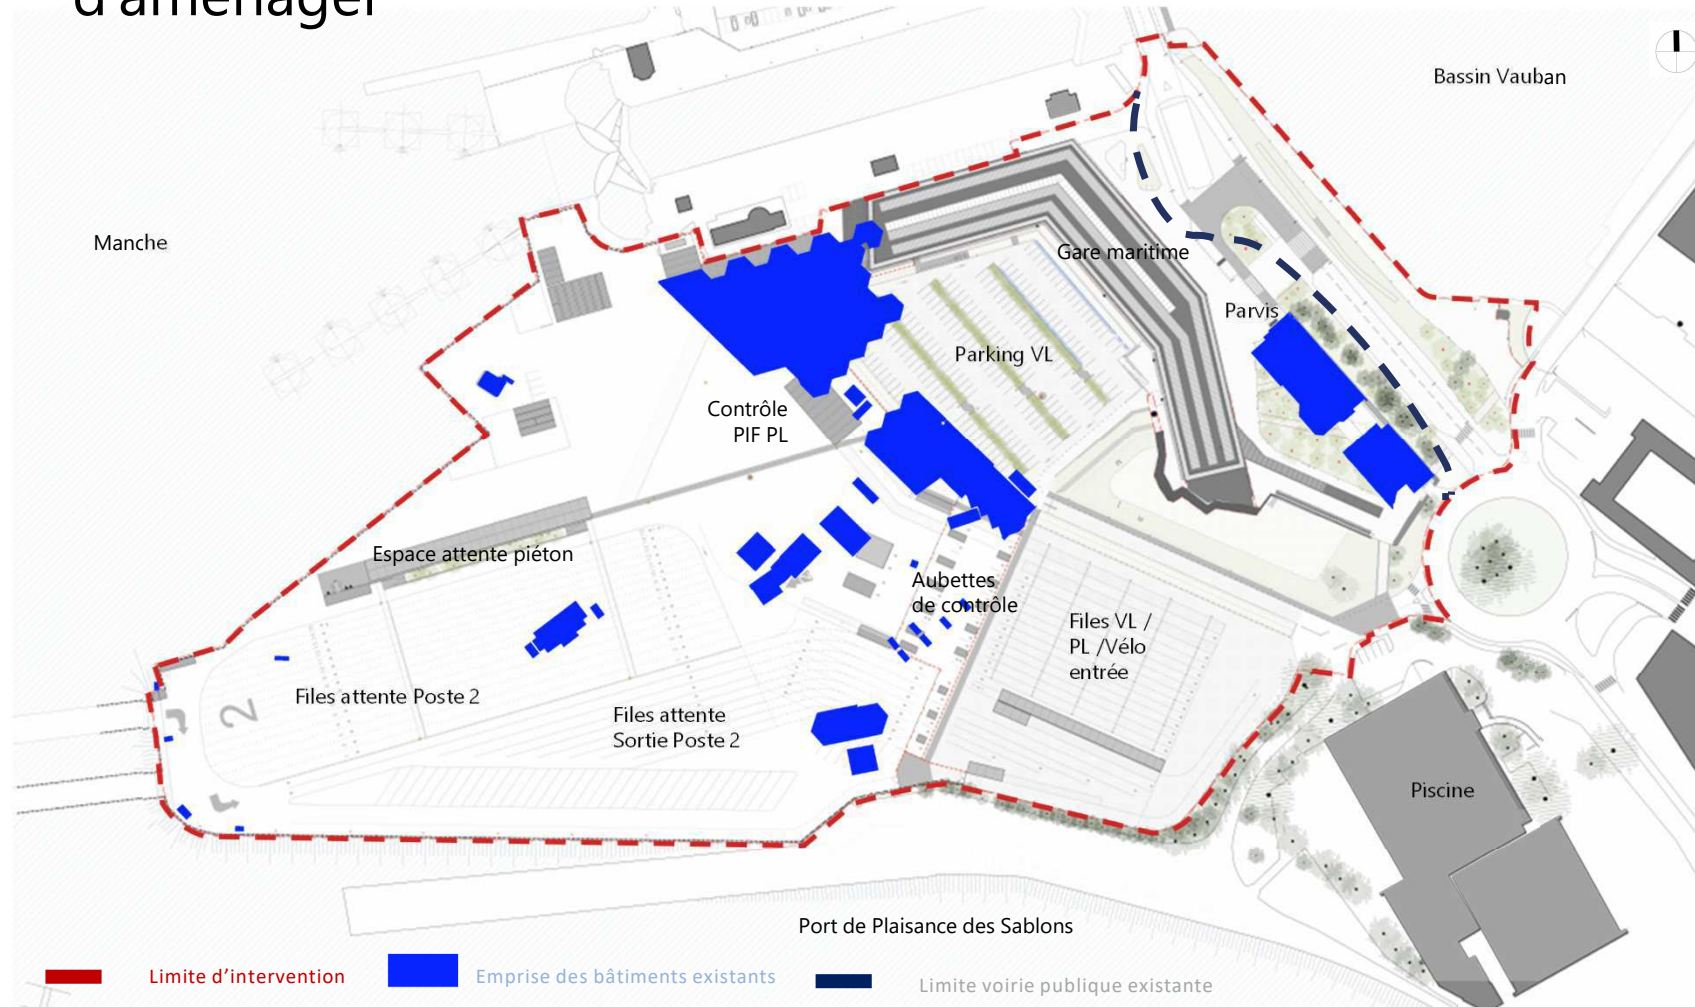 d'aménager
Bassin Vauban
Manche
Gare maritime
Parvis
Parking VL
Contrôle
PIF PL
Espace attente piéton
Aubettes
de contrôle
Files VL /
PL /Vélo
entrée
2
Files attente Poste 2
Files attente
Sortie Poste 2
Piscine
Port de Plaisance des Sablons
Limite d'intervention
Emprise des bâtiments existants
Limite voirie publique existante